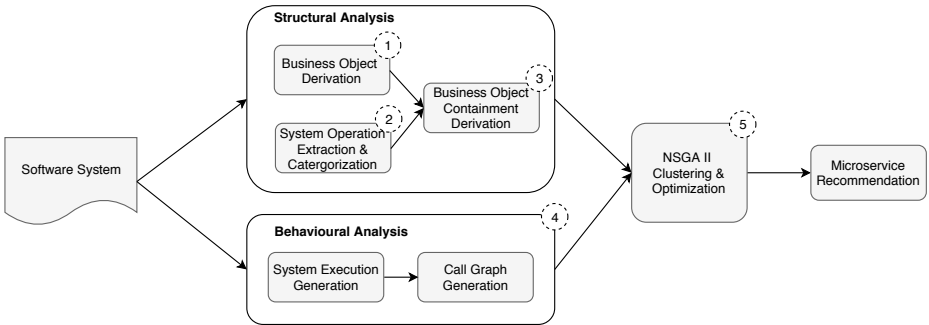 Structural Analysis
1
Business Object
Derivation
2
System Operation
Extraction &
Catergorization
3
Business Object
Containment
Derivation
Software System
4
Behavioural Analysis
System Execution
Generation
Call Graph
Generation
5
NSGA II
Clustering &
Optimization
Microservice
Recommendation